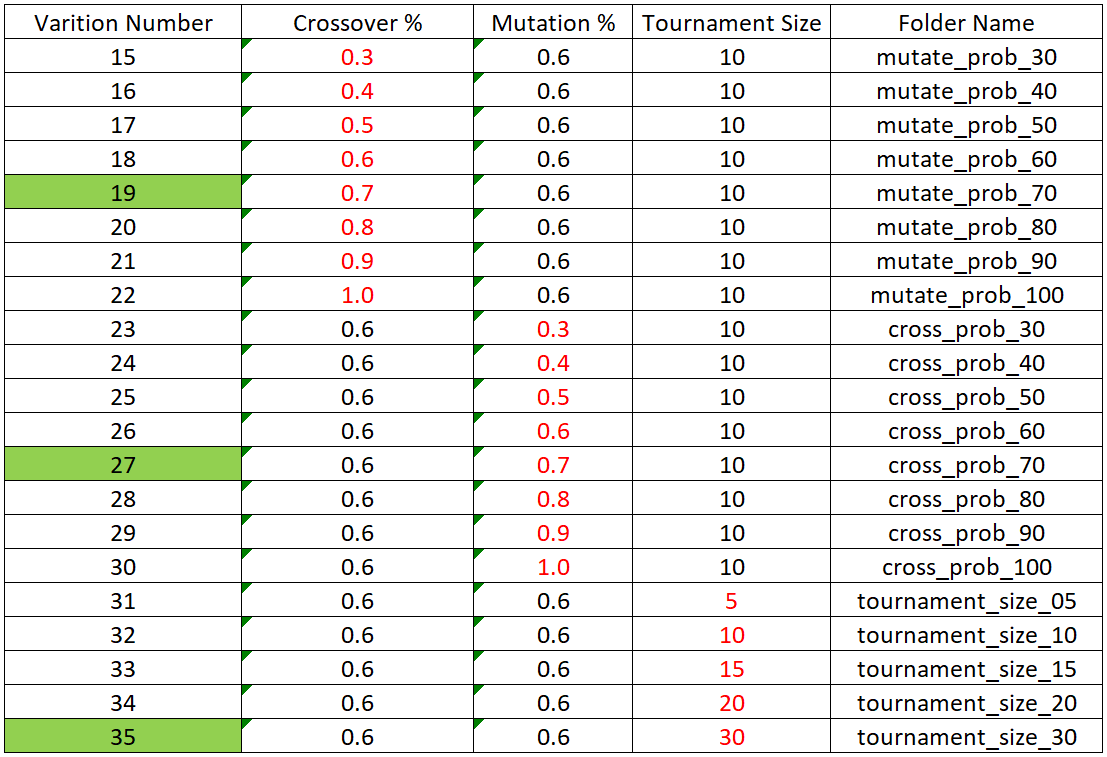 Varition Number Crossover % Mutation % Tournament Size Folder Name
15 0.3 0.6 10 mutate_prob_30
16 0.4 0.6 10 mutate_prob_40
17 0.5 0.6 10 mutate_prob_50
18 0.6 0.6 10 mutate_prob_60
19 0.7 0.6 10 mutate_prob_70
20 0.8 0.6 10 mutate_prob_80
21 0.9 0.6 10 mutate_prob_90
22 1.0 0.6 10 mutate_prob_100
23 0.6 0.3 10 cross_prob_30
24 0.6 0.4 10 cross_prob_40
25 0.6 0.5 10 cross_prob_50
26 0.6 0.6 10 cross_prob_60
27 0.6 0.7 10 cross_prob_70
28 0.6 0.8 10 cross_prob_80
29 0.6 0.9 10 cross_prob_90
30 0.6 1.0 10 cross_prob_100
31 0.6 0.6 5 tournament_size_05
32 0.6 0.6 10 tournament_size_10
33 0.6 0.6 15 tournament_size_15
34 0.6 0.6 20 tournament_size_20
35 0.6 0.6 30 tournament_size_30